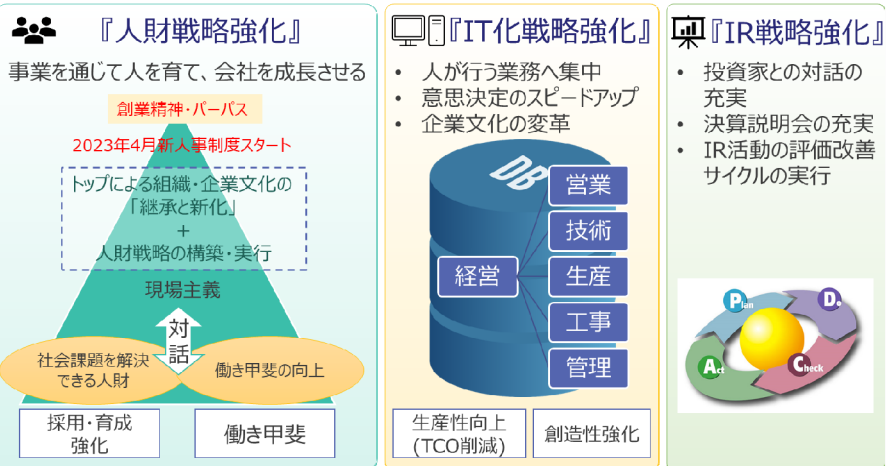 『人財戦略強化』
事業を通じて人を育て、会社を成長させる
創業精神・パーパス
2023年4月新人事制度スタート
トップによる組織・企業文化の
「継承と新化」
+
人財戦略の構築・実行
現場主義
対話
社会課題を解決
できる人財
働き甲斐の向上
採用・育成
強化
働き甲斐
『IT化戦略強化』
• 人が行う業務へ集中
• 意思決定のスピードアップ
• 企業文化の変革
DB
経営
営業
技術
生産
工事
管理
生産性向上
(TCO削減)
創造性強化
『IR戦略強化』
• 投資家との対話の
充実
• 決算説明会の充実
• IR活動の評価改善
サイクルの実行
Plan
Do
Check
Act